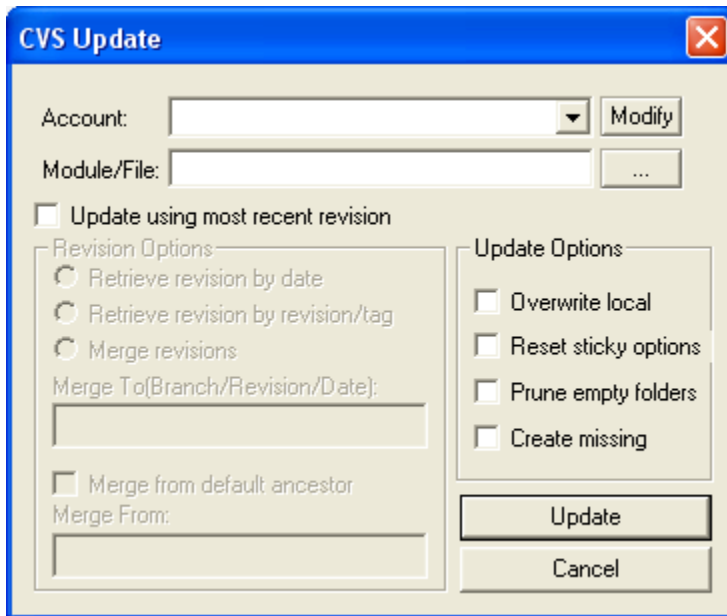 CVS Update
Account:
Modify
Module/File:
...
Update using most recent revision
Revision Options
Retrieve revision by date
Retrieve revision by revision/tag
Merge revisions
Merge To(Branch/Revision/Date):
Merge from default ancestor
Merge From:
Update Options
Overwrite local
Reset sticky options
Prune empty folders
Create missing
Update
Cancel